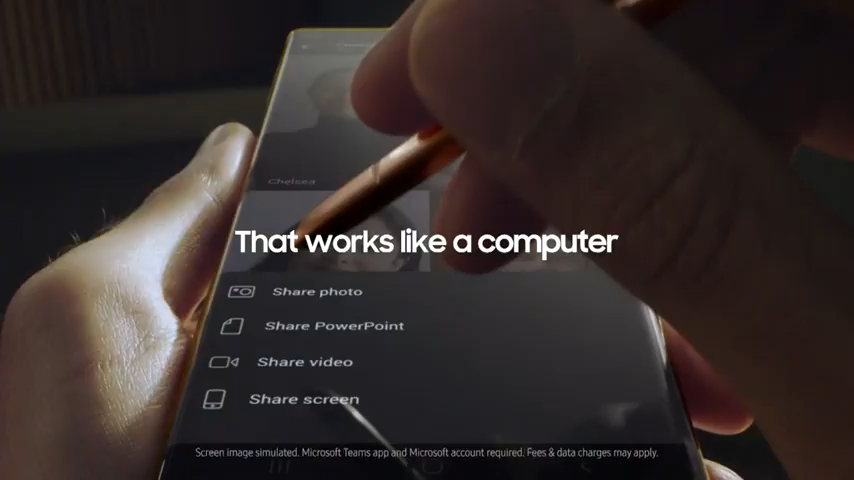 Chelsea
That works like a computer
Share photo
Share PowerPoint
Share video
Share screen
Screen image simulated. Microsoft Teams app and Microsoft account required. Fees & data charges may apply.